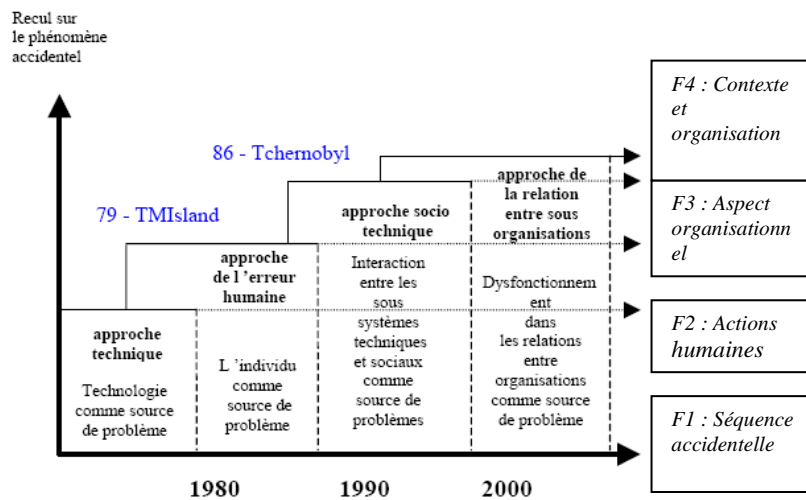 Recul sur
le phénomène
accidentel
86 - Tchernobyl
79 - TMIsland
approche
technique
Technologie
comme source
de problème
approche
de l 'erreur
humaine
L 'individu
comme
source de
problème
approche socio
technique
Interaction
entre les
sous
systèmes
techniques
et sociaux
comme
source de
problèmes
approche de
la relation
entre sous
organisations
Dysfonctionnem
ent
dans
les relations
entre
organisations
comme source
de problème
F4 : Contexte
et
organisation
F3 : Aspect
organisationn
el
F2 : Actions
humaines
F1 : Séquence
accidentelle
1980
1990
2000